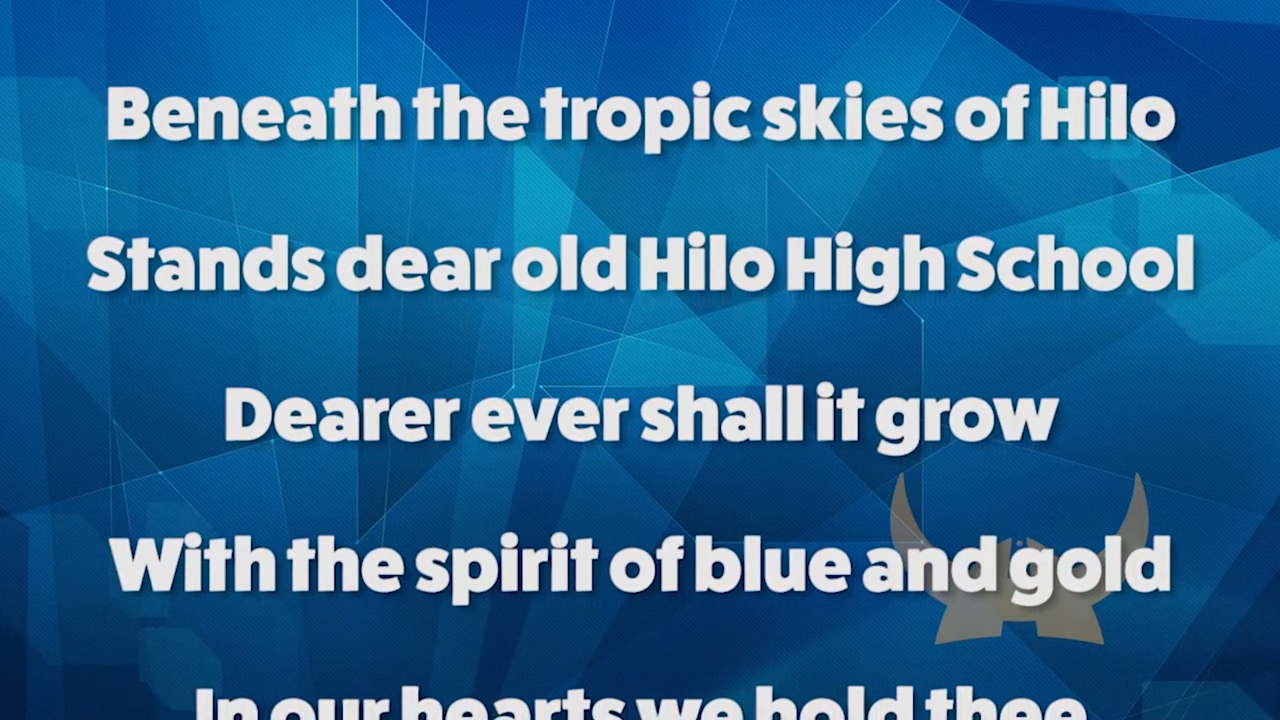 Beneath the tropic skies of Hilo
Stands dear old Hilo High School
Dearer ever shall it grow
With the spirit of blue and gold
In our hearts we hold thee